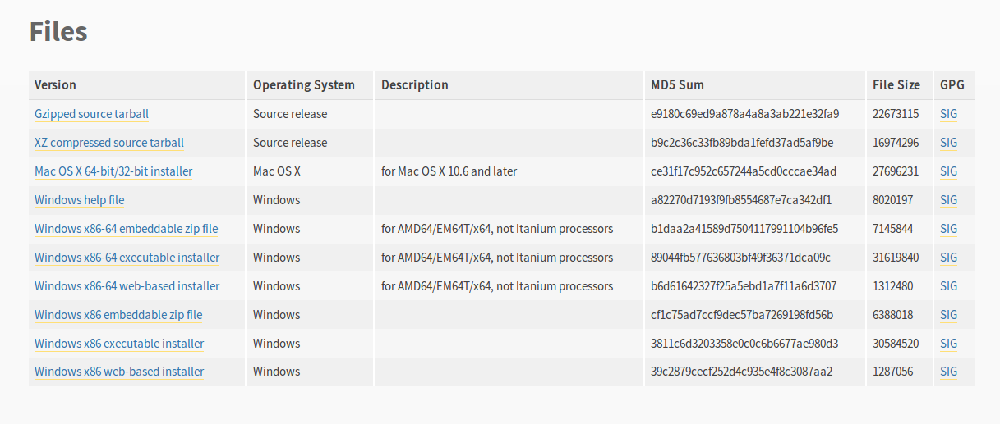 Files
Version Operating System Description MD5 Sum File Size GPG
Gzipped source tarball Source release e9180c69ed9a878a4a8a3ab221e32fa9 22673115 SIG
XZ compressed source tarball Source release b9c2c36c33fb89bda1fefd37ad5af9be 16974296 SIG
Mac OS X 64-bit/32-bit installer Mac OS X for Mac OS X 10.6 and later ce31f17c952c657244a5cd0cccae34ad 27696231 SIG
Windows help file Windows a82270d7193f9fb8554687e7ca342df1 8020197 SIG
Windows x86-64 embeddable zip file Windows for AMD64/EM64T/x64, not Itanium processors b1daa2a41589d7504117991104b96fe5 7145844 SIG
Windows x86-64 executable installer Windows for AMD64/EM64T/x64, not Itanium processors 89044fb577636803bf49f36371dca09c 31619840 SIG
Windows x86-64 web-based installer Windows for AMD64/EM64T/x64, not Itanium processors b6d61642327f25a5ebd1a7f11a6d3707 1312480 SIG
Windows x86 embeddable zip file Windows cf1c75ad7ccf9dec57ba7269198fd56b 6388018 SIG
Windows x86 executable installer Windows 3811c6d3203358e0c0c6b6677ae980d3 30584520 SIG
Windows x86 web-based installer Windows 39c2879cecf252d4c935e4f8c3087aa2 1287056 SIG